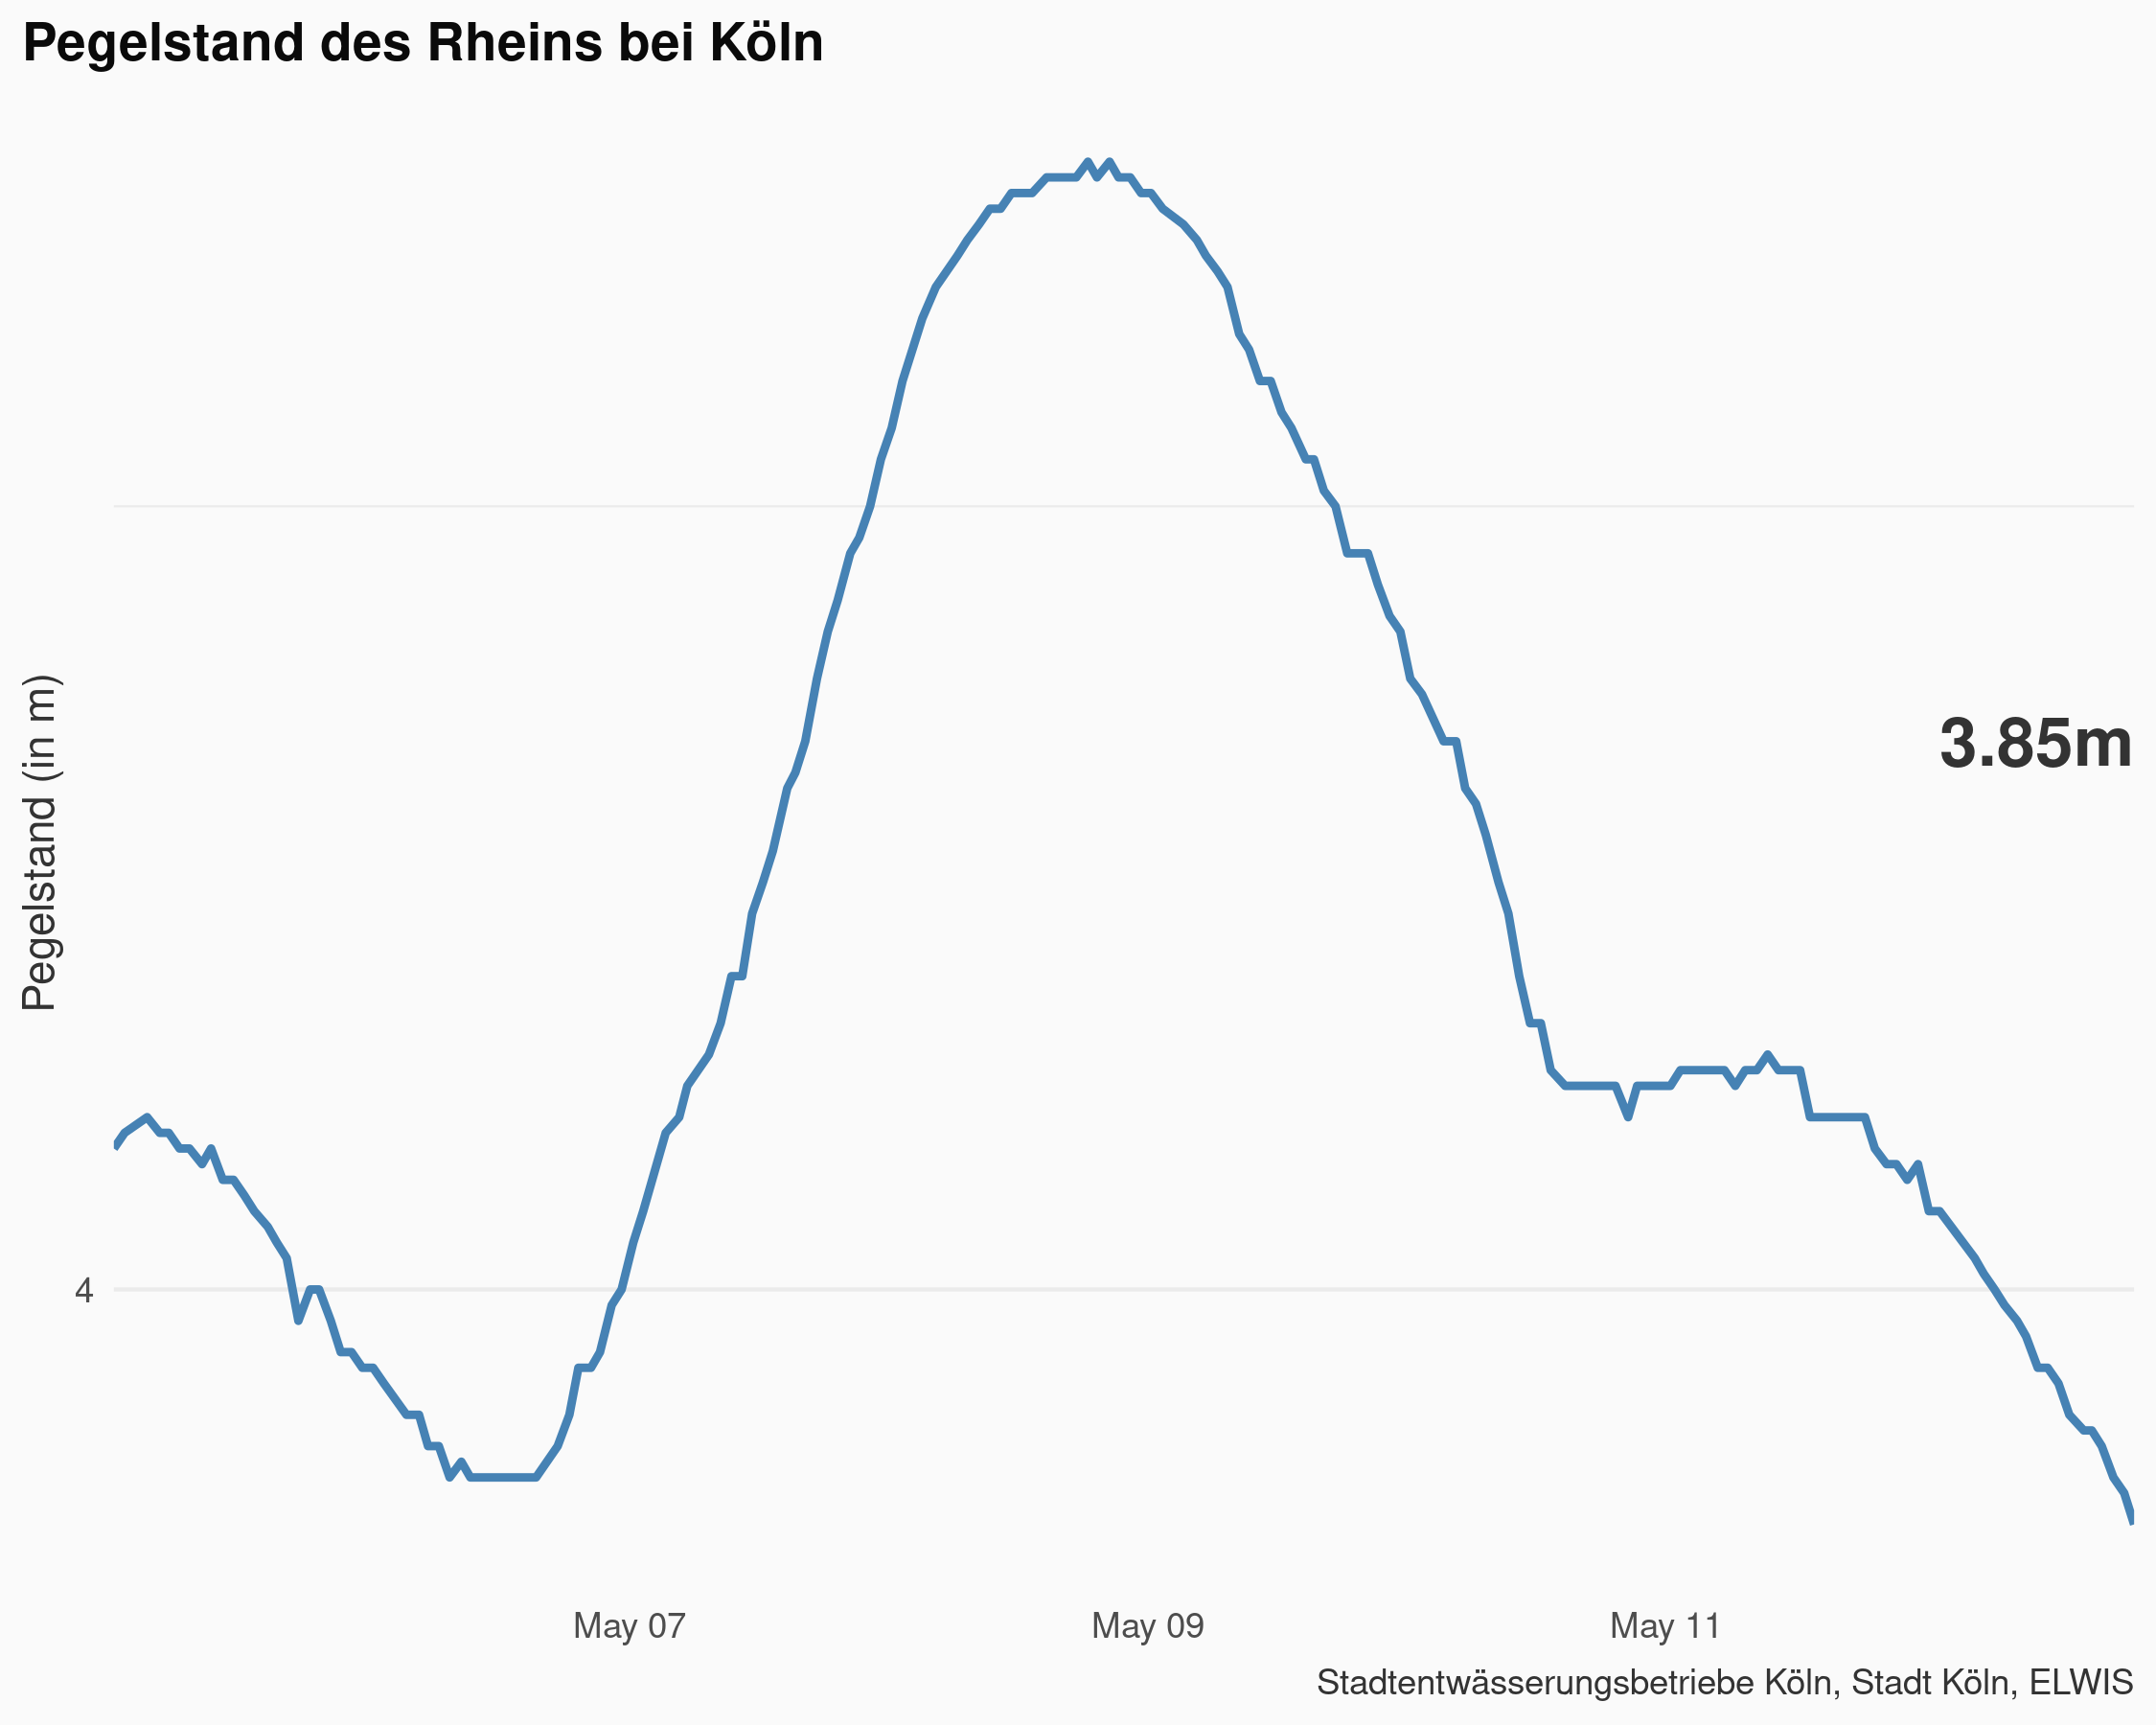 Pegelstand des Rheins bei Köln
Pegelstand (in m)
3.85m
4
May 07
May 09
May 11
Stadtentwässerungsbetriebe Köln, Stadt Köln, ELWIS